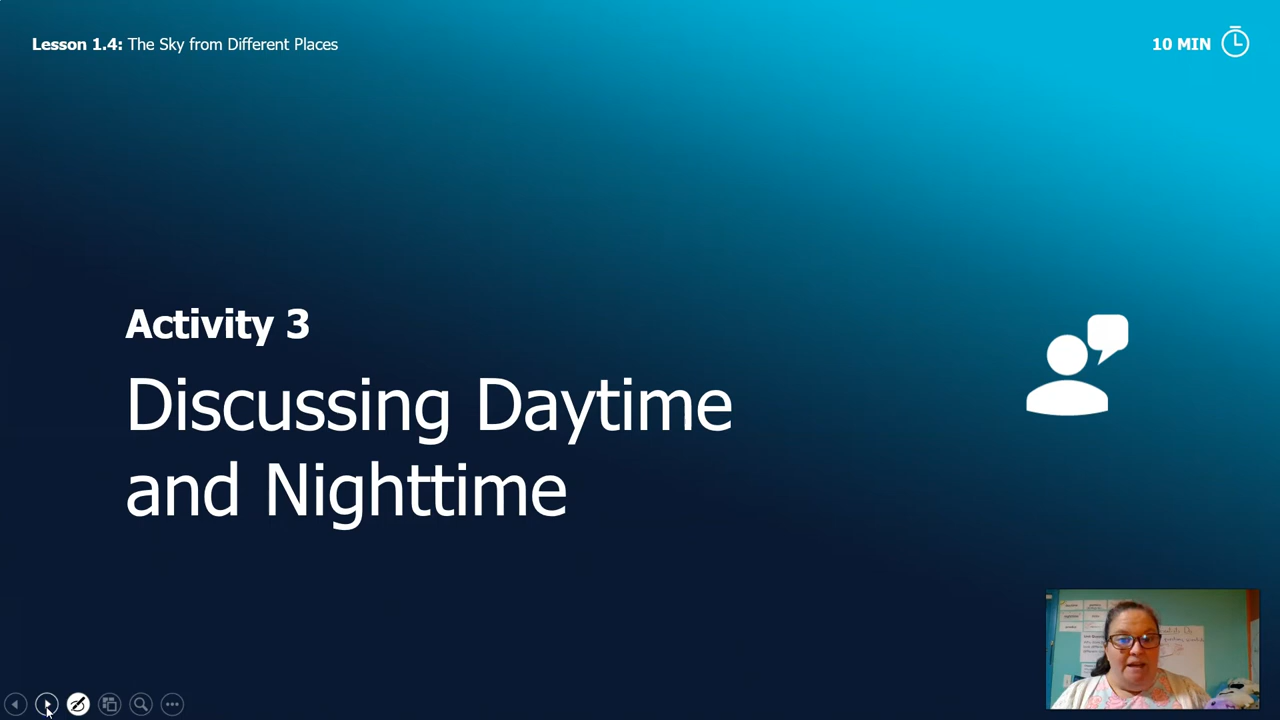 Lesson 1.4: The Sky from Different Places
10 MIN
Activity 3
Discussing Daytime
and Nighttime